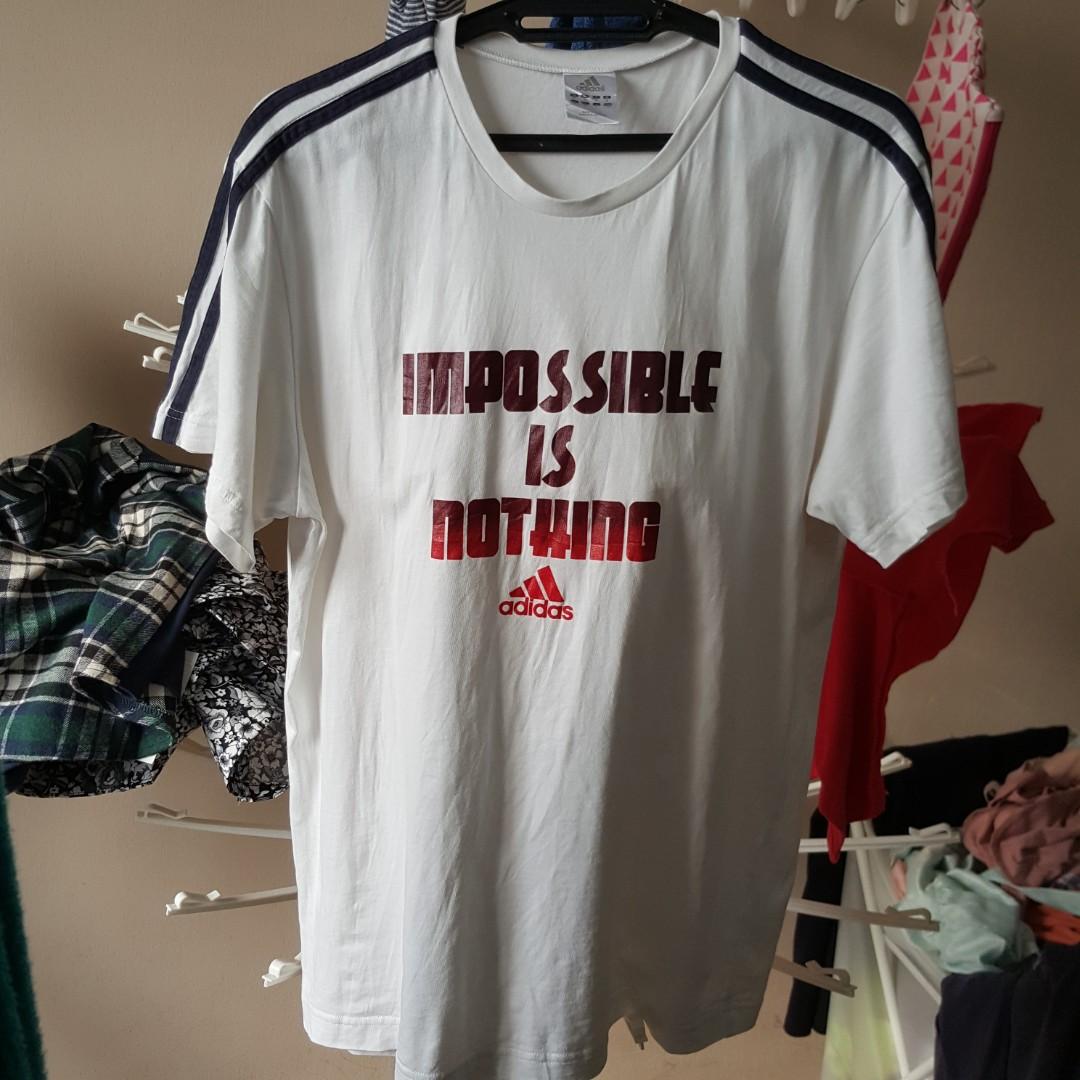 adidas
IMPOSSIBLE
IS
NOTHING
adidas